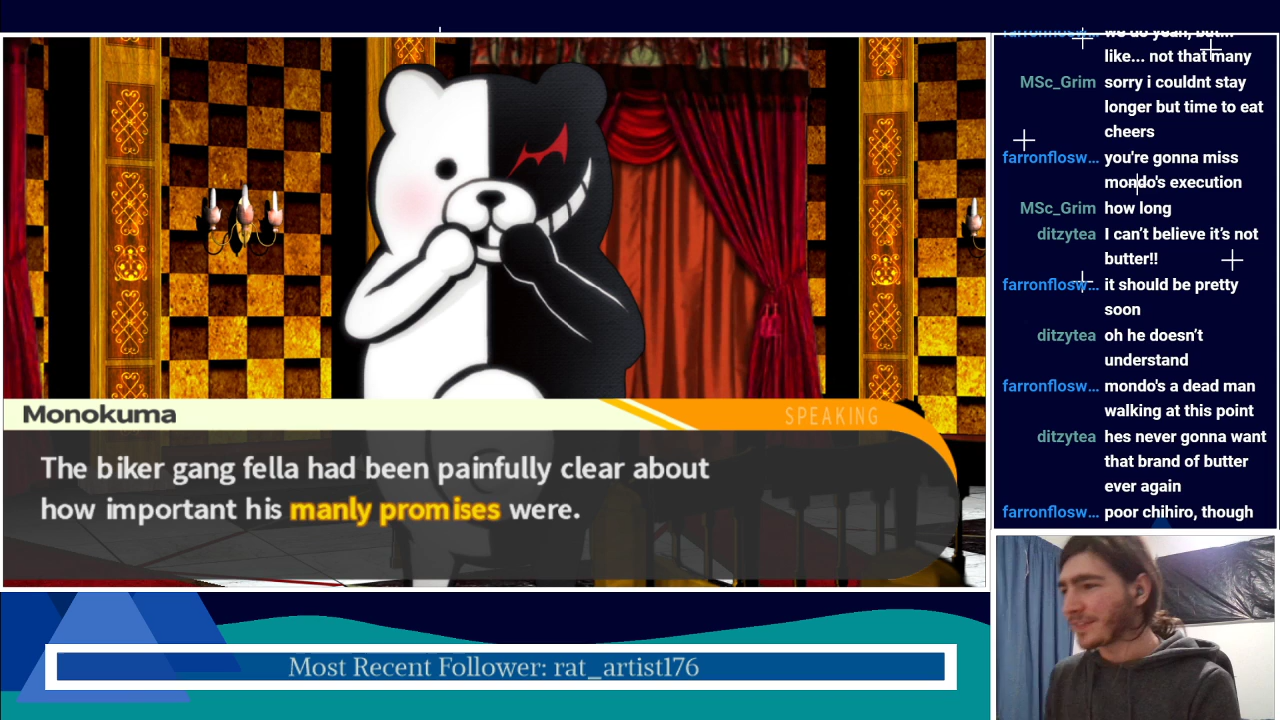 Monokuma
SPEAKING
The biker gang fella had been painfully clear about
how important his manly promises were.
we do yeah, but...
like... not that many
MSc_Grim sorry i couldnt stay
longer but time to eat
cheers
farronflosw... you're gonna miss
mondo's execution
MSc_Grim how long
ditzytea I can't believe it's not
butter!!
farronflosw... it should be pretty
soon
ditzytea oh he doesn't
understand
farronflosw... mondo's a dead man
walking at this point
ditzytea hes never gonna want
that brand of butter
ever again
farronflosw... poor chihiro, though
Most Recent Follower: rat_artist176